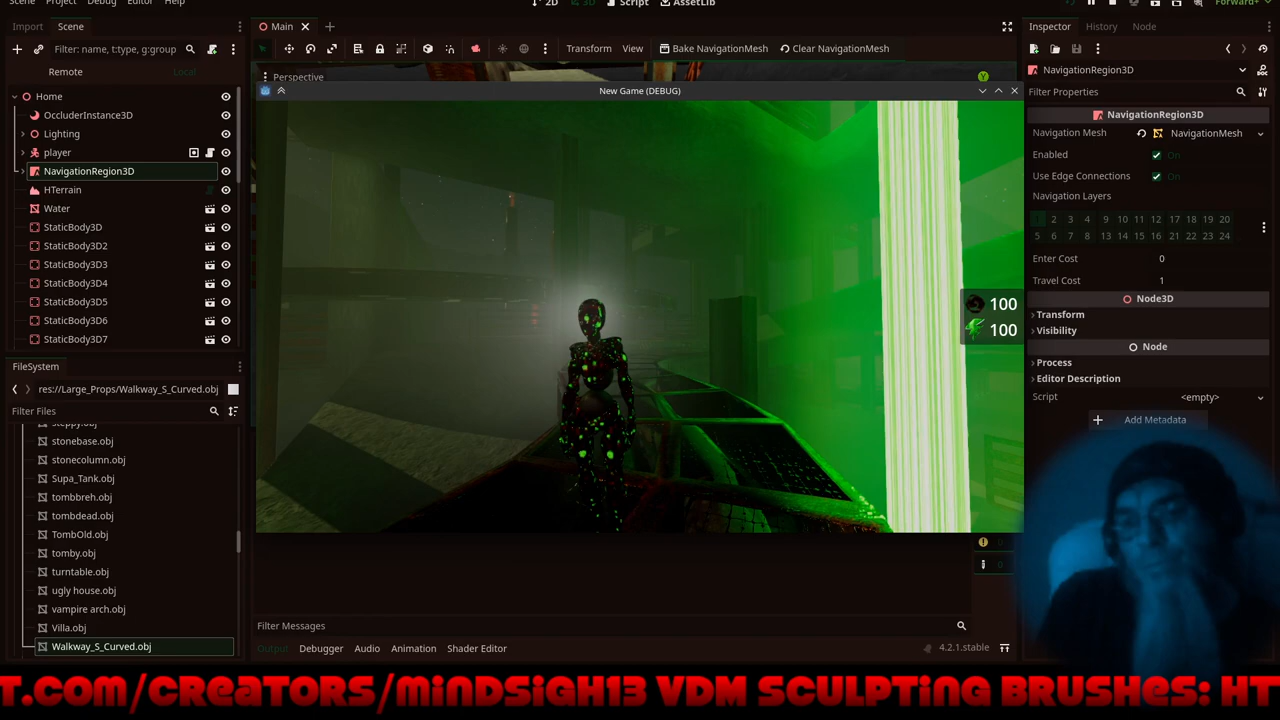 Scene Project Debug Editor Help
2D 3D Script AssetLib
Forward+
Import Scene
Filter: name, t:type, g:group
Remote Local
Home
OccluderInstance3D
Lighting
player
NavigationRegion3D
HTerrain
Water
StaticBody3D
StaticBody3D2
StaticBody3D3
StaticBody3D4
StaticBody3D5
StaticBody3D6
StaticBody3D7
FileSystem
res://Large_Props/Walkway_S_Curved.obj
Filter Files
steppy.obj
stonebase.obj
stonecolumn.obj
Supa_Tank.obj
tombbreh.obj
tombdead.obj
TombOld.obj
tomby.obj
turntable.obj
ugly house.obj
vampire arch.obj
Villa.obj
Walkway_S_Curved.obj
Main
Transform View Bake NavigationMesh Clear NavigationMesh
Perspective
New Game (DEBUG)
100
100
Filter Messages
Output Debugger Audio Animation Shader Editor
4.2.1.stable
Inspector History Node
NavigationRegion3D
Filter Properties
NavigationRegion3D
Navigation Mesh NavigationMesh
Enabled On
Use Edge Connections On
Navigation Layers
1 2 3 4 9 10 11 12 17 18 19 20
5 6 7 8 13 14 15 16 21 22 23 24
Enter Cost 0
Travel Cost 1
Node3D
Transform
Visibility
Node
Process
Editor Description
Script <empty>
Add Metadata
T.COM/CREATORS/MINDSIGH13 VDM SCULPTING BRUSHES: HT